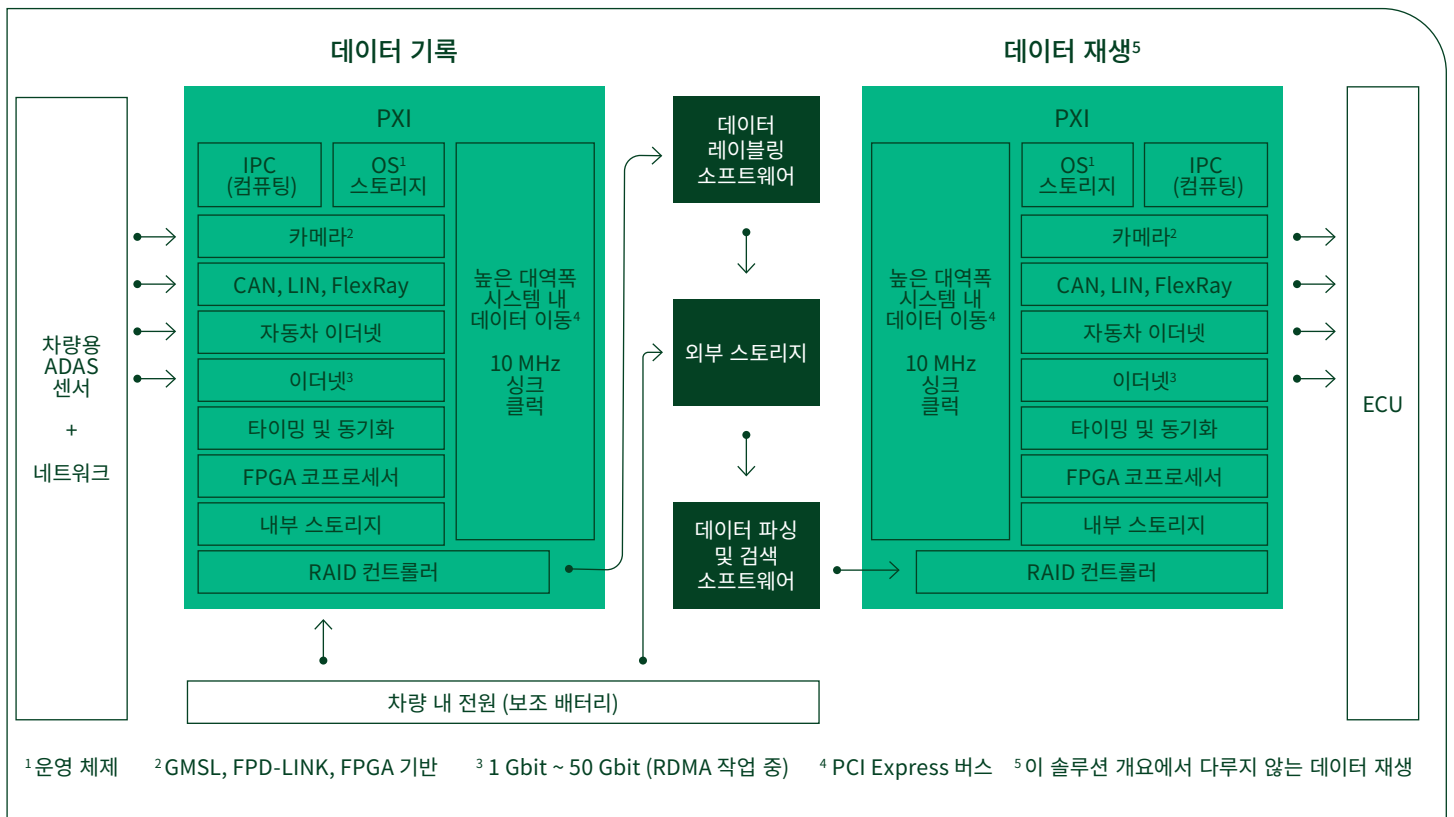 데이터 기록
데이터 재생⁵
차량용
ADAS
센서
+
네트워크
PXI
IPC
(컴퓨팅)
OS¹
스토리지
카메라²
CAN, LIN, FlexRay
자동차 이더넷
이더넷³
타이밍 및 동기화
FPGA 코프로세서
내부 스토리지
RAID 컨트롤러
높은 대역폭
시스템 내
데이터 이동⁴
10 MHz
싱크
클럭
데이터
레이블링
소프트웨어
외부 스토리지
데이터 파싱
및 검색
소프트웨어
PXI
높은 대역폭
시스템 내
데이터 이동⁴
10 MHz
싱크
클럭
OS¹
스토리지
IPC
(컴퓨팅)
카메라²
CAN, LIN, FlexRay
자동차 이더넷
이더넷³
타이밍 및 동기화
FPGA 코프로세서
내부 스토리지
RAID 컨트롤러
ECU
차량 내 전원 (보조 배터리)
¹ 운영 체제 ² GMSL, FPD-LINK, FPGA 기반 ³ 1 Gbit ~ 50 Gbit (RDMA 작업 중) ⁴ PCI Express 버스 ⁵ 이 솔루션 개요에서 다루지 않는 데이터 재생